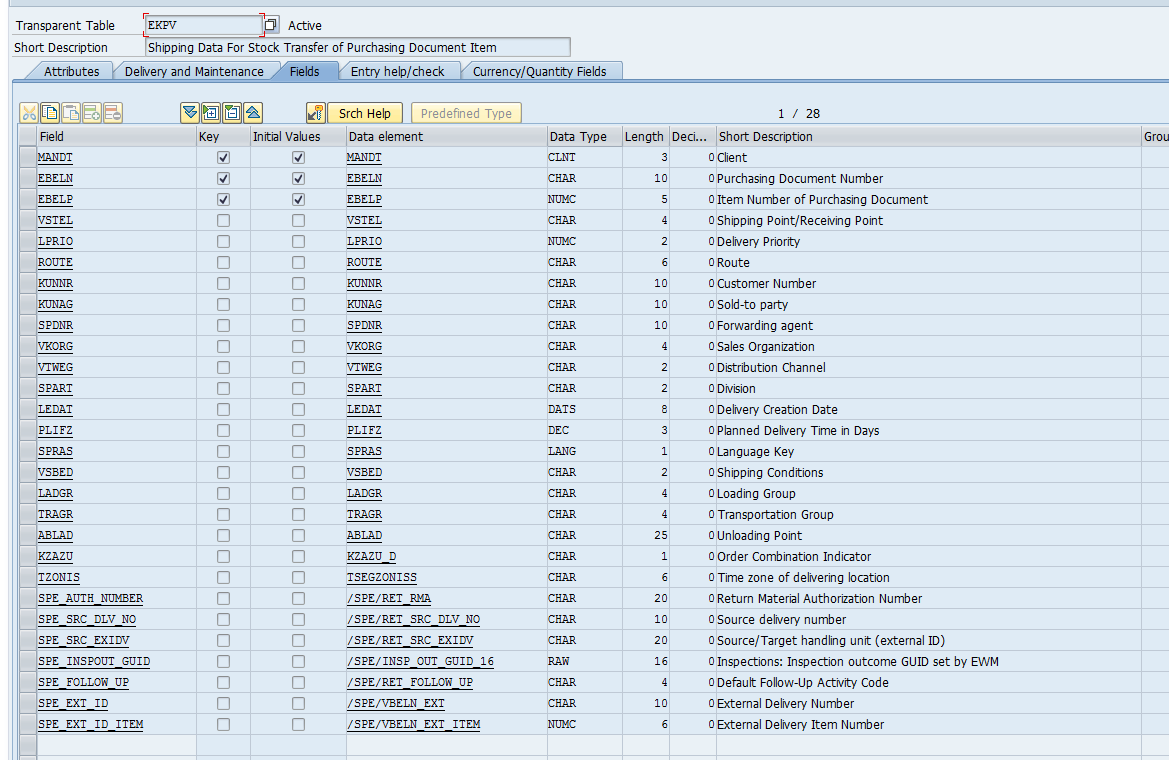 Transparent Table EKPV Active
Short Description Shipping Data For Stock Transfer of Purchasing Document Item
Attributes Delivery and Maintenance Fields Entry help/check Currency/Quantity Fields
Srch Help Predefined Type 1 / 28
Field Key Initial Values Data element Data Type Length Deci... Short Description Grou
MANDT MANDT CLNT 3 0 Client
EBELN EBELN CHAR 10 0 Purchasing Document Number
EBELP EBELP NUMC 5 0 Item Number of Purchasing Document
VSTEL VSTEL CHAR 4 0 Shipping Point/Receiving Point
LPRIO LPRIO NUMC 2 0 Delivery Priority
ROUTE ROUTE CHAR 6 0 Route
KUNNR KUNNR CHAR 10 0 Customer Number
KUNAG KUNAG CHAR 10 0 Sold-to party
SPDNR SPDNR CHAR 10 0 Forwarding agent
VKORG VKORG CHAR 4 0 Sales Organization
VTWEG VTWEG CHAR 2 0 Distribution Channel
SPART SPART CHAR 2 0 Division
LEDAT LEDAT DATS 8 0 Delivery Creation Date
PLIFZ PLIFZ DEC 3 0 Planned Delivery Time in Days
SPRAS SPRAS LANG 1 0 Language Key
VSBED VSBED CHAR 2 0 Shipping Conditions
LADGR LADGR CHAR 4 0 Loading Group
TRAGR TRAGR CHAR 4 0 Transportation Group
ABLAD ABLAD CHAR 25 0 Unloading Point
KZAZU KZAZU_D CHAR 1 0 Order Combination Indicator
TZONIS TSEGZONISS CHAR 6 0 Time zone of delivering location
SPE_AUTH_NUMBER /SPE/RET_RMA CHAR 20 0 Return Material Authorization Number
SPE_SRC_DLV_NO /SPE/RET_SRC_DLV_NO CHAR 10 0 Source delivery number
SPE_SRC_EXIDV /SPE/RET_SRC_EXIDV CHAR 20 0 Source/Target handling unit (external ID)
SPE_INSPOUT_GUID /SPE/INSP_OUT_GUID_16 RAW 16 0 Inspections: Inspection outcome GUID set by EWM
SPE_FOLLOW_UP /SPE/RET_FOLLOW_UP CHAR 4 0 Default Follow-Up Activity Code
SPE_EXT_ID /SPE/VBELN_EXT CHAR 10 0 External Delivery Number
SPE_EXT_ID_ITEM /SPE/VBELN_EXT_ITEM NUMC 6 0 External Delivery Item Number